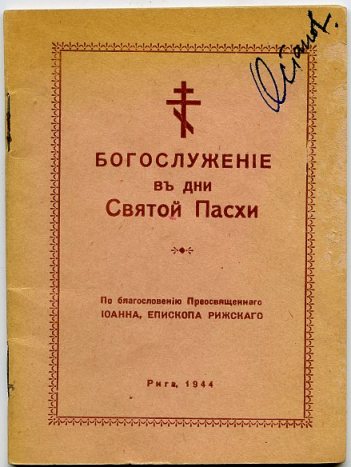 БОГОСЛУЖЕНІЕ
въ дни
Святой Пасхи
По благословенію Преосвященнаго
ІОАННА, ЕПИСКОПА РИЖСКАГО
Рига, 1944